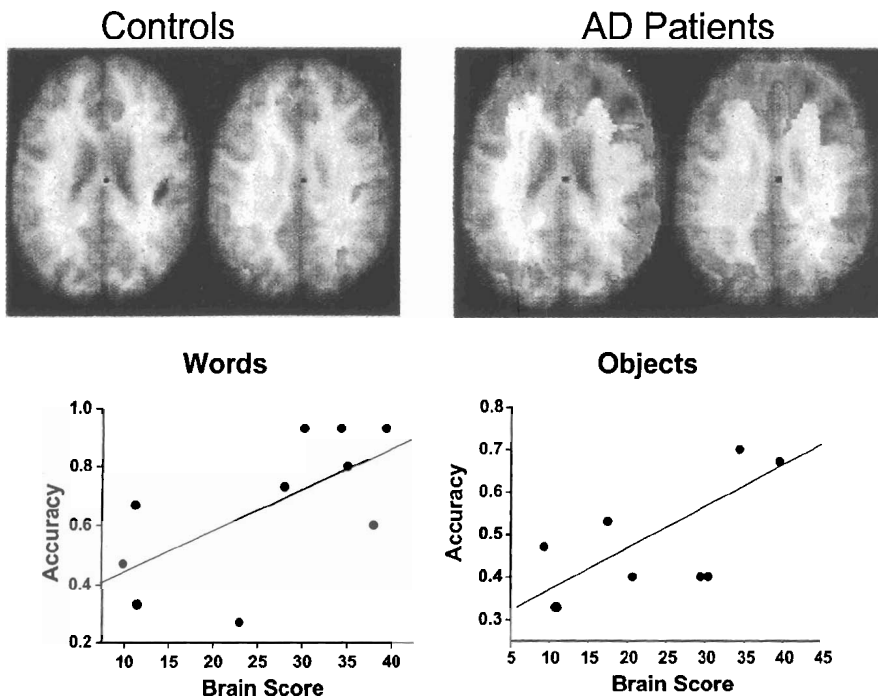 Controls
AD Patients
Words
1.0
0.8
0.6
0.4
0.2
Accuracy
10 15 20 25 30 35 40
Brain Score
Objects
0.8
0.7
0.6
0.5
0.4
0.3
Accuracy
5 10 15 20 25 30 35 40 45
Brain Score